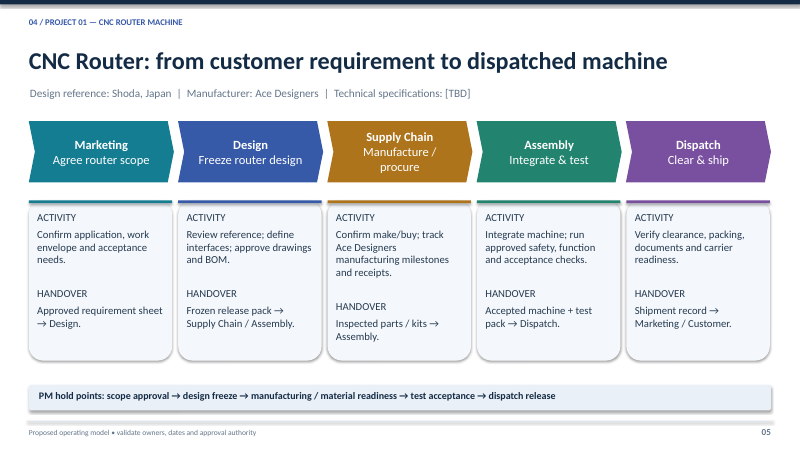 04 / PROJECT 01 — CNC ROUTER MACHINE
CNC Router: from customer requirement to dispatched machine
Design reference: Shoda, Japan | Manufacturer: Ace Designers | Technical specifications: [TBD]
Marketing
Agree router scope
Design
Freeze router design
Supply Chain
Manufacture /
procure
Assembly
Integrate & test
Dispatch
Clear & ship
ACTIVITY
Confirm application, work
envelope and acceptance
needs.
HANDOVER
Approved requirement sheet
→ Design.
ACTIVITY
Review reference; define
interfaces; approve drawings
and BOM.
HANDOVER
Frozen release pack →
Supply Chain / Assembly.
ACTIVITY
Confirm make/buy; track
Ace Designers
manufacturing milestones
and receipts.
HANDOVER
Inspected parts / kits →
Assembly.
ACTIVITY
Integrate machine; run
approved safety, function
and acceptance checks.
HANDOVER
Accepted machine + test
pack → Dispatch.
ACTIVITY
Verify clearance, packing,
documents and carrier
readiness.
HANDOVER
Shipment record →
Marketing / Customer.
PM hold points: scope approval → design freeze → manufacturing / material readiness → test acceptance → dispatch release
Proposed operating model • validate owners, dates and approval authority
05